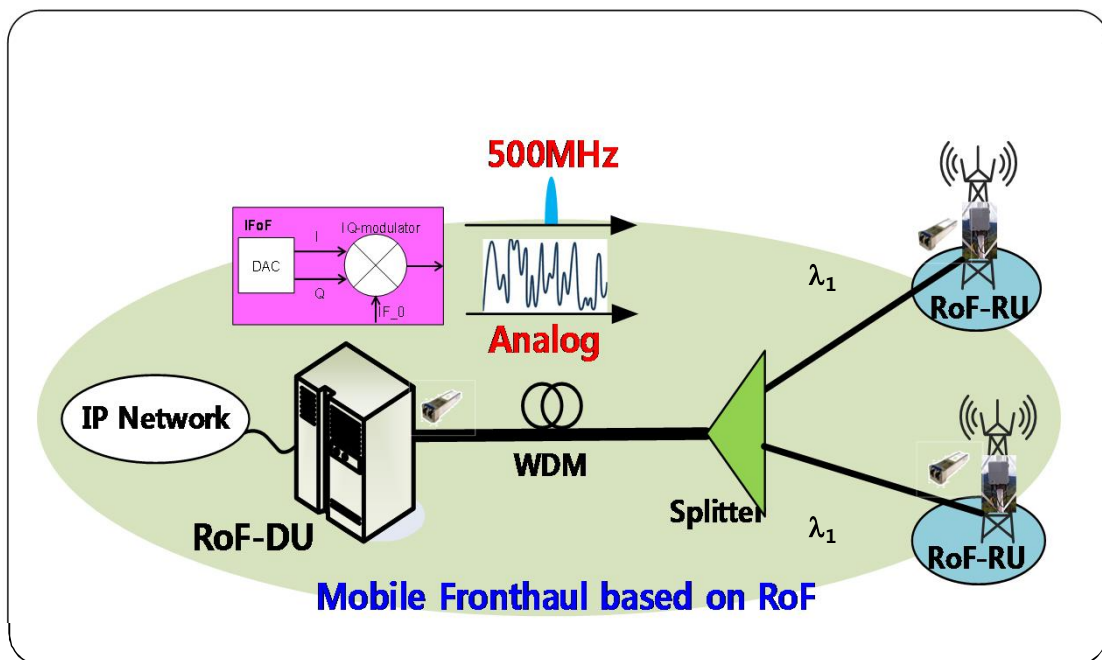 500MHz
IFoF
IQ-modulator
I
DAC
Q
IF_0
Analog
λ1
RoF-RU
IP Network
WDM
Splitter
RoF-DU
λ1
RoF-RU
Mobile Fronthaul based on RoF